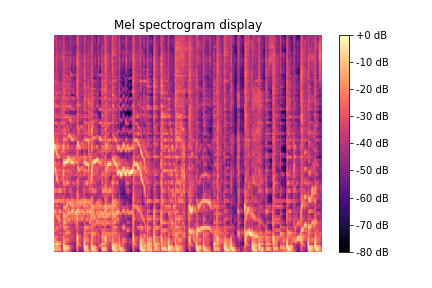 Mel spectrogram display
+0 dB
-10 dB
-20 dB
-30 dB
-40 dB
-50 dB
-60 dB
-70 dB
-80 dB